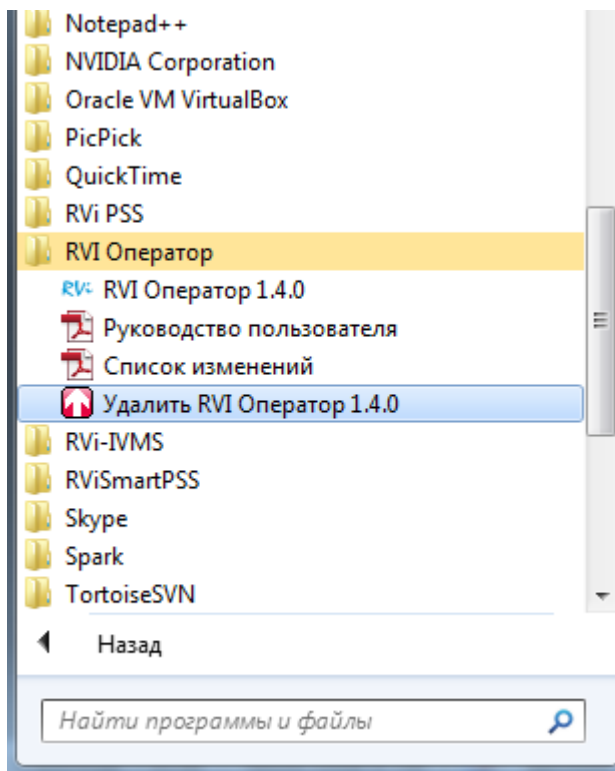 Notepad++
NVIDIA Corporation
Oracle VM VirtualBox
PicPick
QuickTime
RVi PSS
RVI Оператор
RVi RVI Оператор 1.4.0
Руководство пользователя
Список изменений
Удалить RVI Оператор 1.4.0
RVi-IVMS
RViSmartPSS
Skype
Spark
TortoiseSVN
Назад
Найти программы и файлы